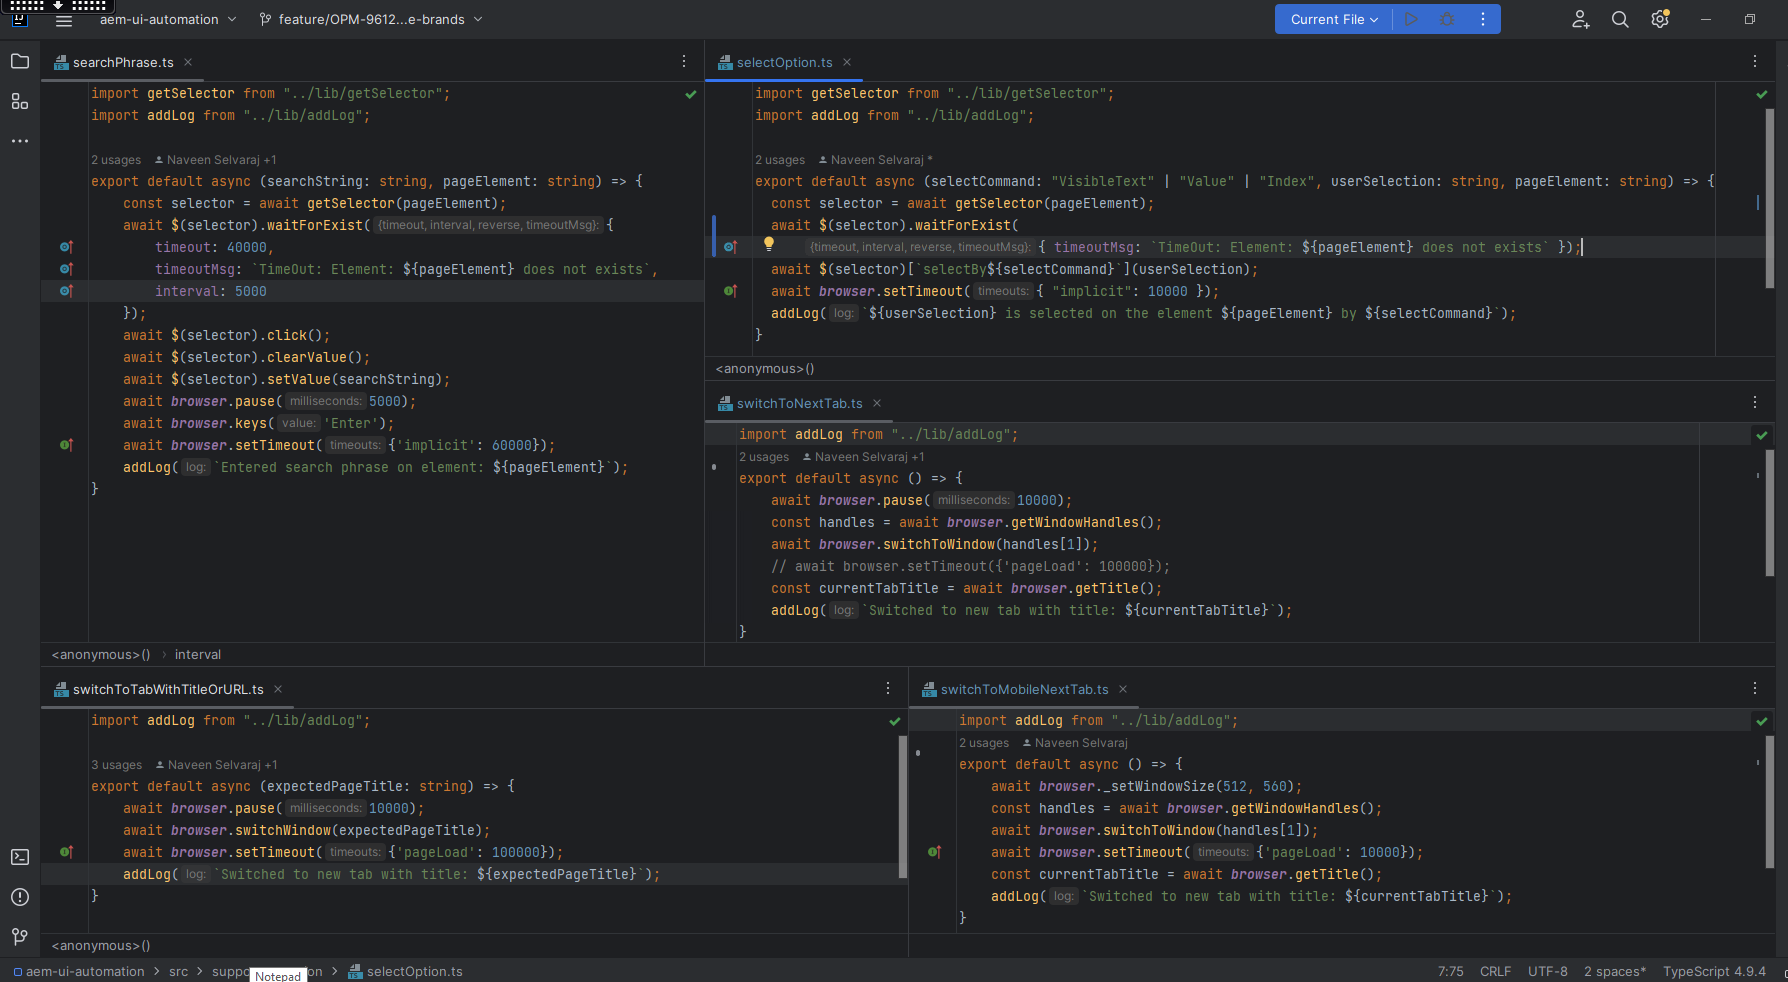 aem-ui-automation
feature/OPM-9612...e-brands
Current File
searchPhrase.ts
import getSelector from "../lib/getSelector";
import addLog from "../lib/addLog";
2 usages Naveen Selvaraj +1
export default async (searchString: string, pageElement: string) => {
const selector = await getSelector(pageElement);
await $(selector).waitForExist( {timeout, interval, reverse, timeoutMsg}: {
timeout: 40000,
timeoutMsg: `TimeOut: Element: ${pageElement} does not exists`,
interval: 5000
});
await $(selector).click();
await $(selector).clearValue();
await $(selector).setValue(searchString);
await browser.pause( milliseconds: 5000);
await browser.keys( value: 'Enter');
await browser.setTimeout( timeouts: {'implicit': 60000});
addLog( log: `Entered search phrase on element: ${pageElement}`);
}
<anonymous>() › interval
selectOption.ts
import getSelector from "../lib/getSelector";
import addLog from "../lib/addLog";
2 usages Naveen Selvaraj *
export default async (selectCommand: "VisibleText" | "Value" | "Index", userSelection: string, pageElement: string) => {
const selector = await getSelector(pageElement);
await $(selector).waitForExist(
{timeout, interval, reverse, timeoutMsg}: { timeoutMsg: `TimeOut: Element: ${pageElement} does not exists` });
await $(selector)[`selectBy${selectCommand}`](userSelection);
await browser.setTimeout( timeouts: { "implicit": 10000 });
addLog( log: `${userSelection} is selected on the element ${pageElement} by ${selectCommand}`);
}
<anonymous>()
switchToNextTab.ts
import addLog from "../lib/addLog";
2 usages Naveen Selvaraj +1
export default async () => {
await browser.pause( milliseconds: 10000);
const handles = await browser.getWindowHandles();
await browser.switchToWindow(handles[1]);
// await browser.setTimeout({'pageLoad': 100000});
const currentTabTitle = await browser.getTitle();
addLog( log: `Switched to new tab with title: ${currentTabTitle}`);
}
switchToTabWithTitleOrURL.ts
import addLog from "../lib/addLog";
3 usages Naveen Selvaraj +1
export default async (expectedPageTitle: string) => {
await browser.pause( milliseconds: 10000);
await browser.switchWindow(expectedPageTitle);
await browser.setTimeout( timeouts: {'pageLoad': 100000});
addLog( log: `Switched to new tab with title: ${expectedPageTitle}`);
}
<anonymous>()
switchToMobileNextTab.ts
import addLog from "../lib/addLog";
2 usages Naveen Selvaraj
export default async () => {
await browser._setWindowSize(512, 560);
const handles = await browser.getWindowHandles();
await browser.switchToWindow(handles[1]);
await browser.setTimeout( timeouts: {'pageLoad': 10000});
const currentTabTitle = await browser.getTitle();
addLog( log: `Switched to new tab with title: ${currentTabTitle}`);
}
aem-ui-automation › src › › selectOption.ts
Notepad
7:75 CRLF UTF-8 2 spaces* TypeScript 4.9.4